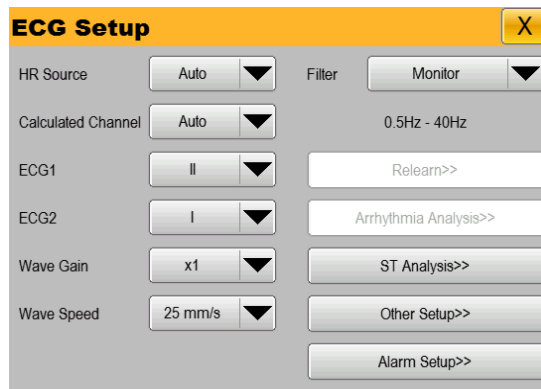 ECG Setup X
HR Source Auto Filter Monitor
Calculated Channel Auto 0.5Hz - 40Hz
ECG1 II Relearn>>
ECG2 I Arrhythmia Analysis>>
Wave Gain x1 ST Analysis>>
Wave Speed 25 mm/s Other Setup>>
Alarm Setup>>